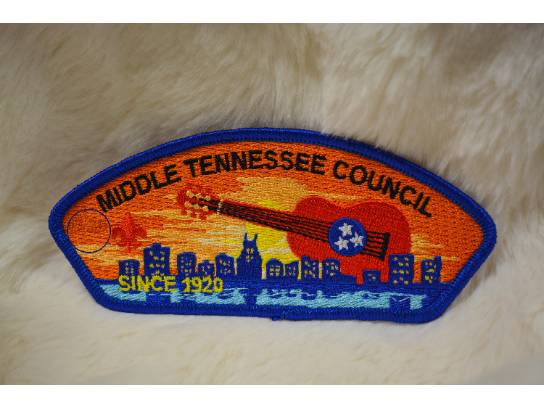 MIDDLE TENNESSEE COUNCIL
SINCE 1920